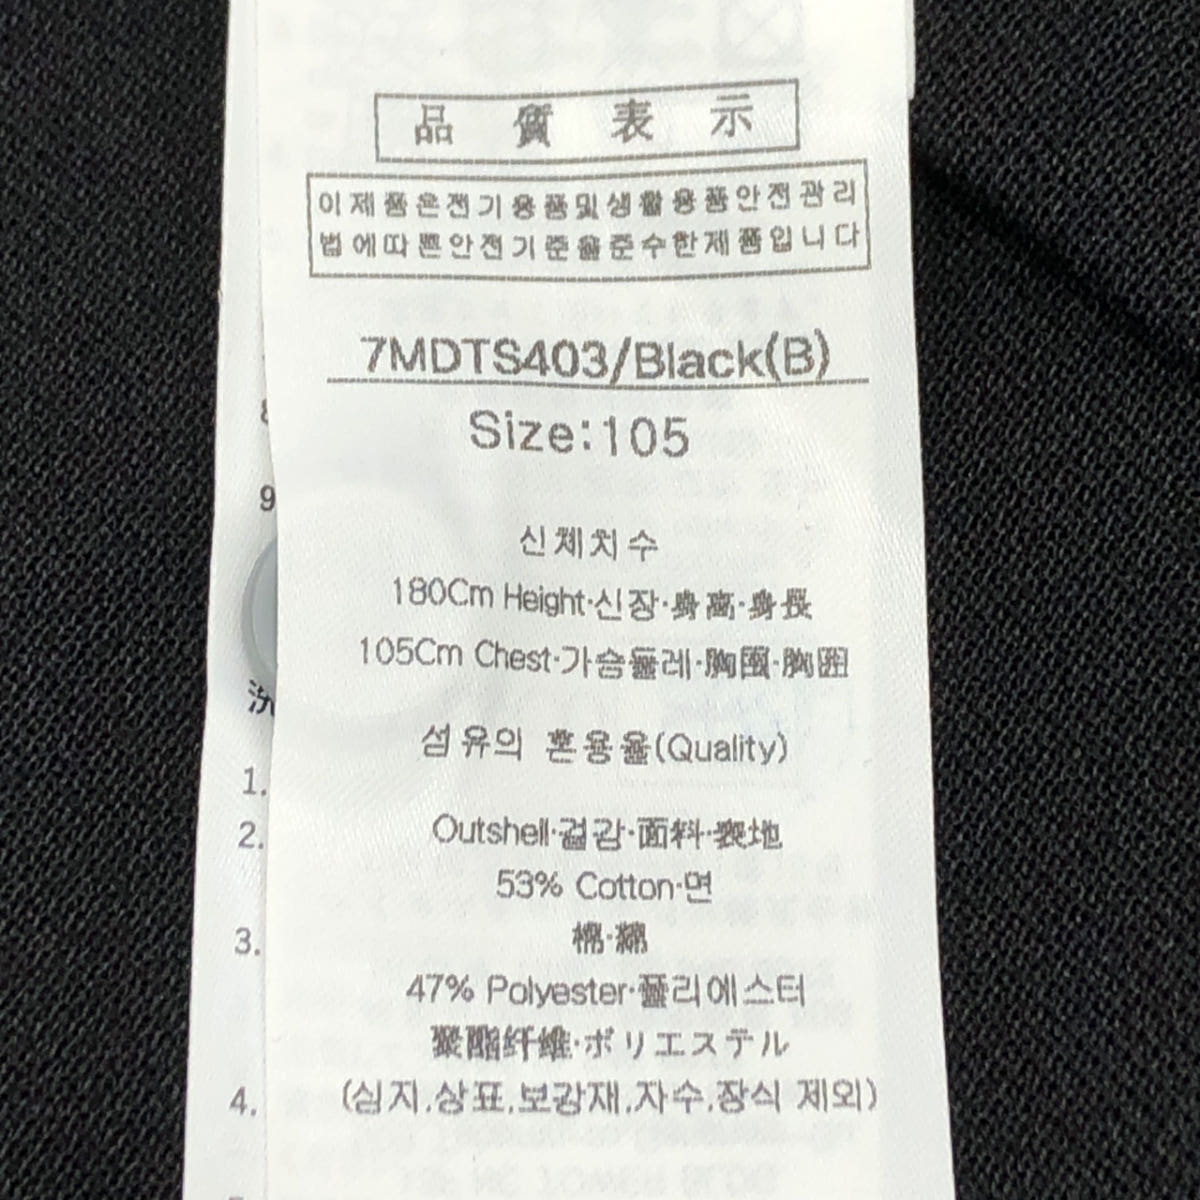 品質表示
이제품은전기용품및생활용품안전관리
법에따른안전기준을준수한제품입니다
7MDTS403/Black(B)
Size:105
신체치수
180Cm Height·신장·身高·身長
105Cm Chest·가슴둘레·胸围·胸囲
섬유의 혼용율(Quality)
Outshell·겉감·面料·表地
53% Cotton·면
棉·綿
47% Polyester·폴리에스터
聚酯纤维·ポリエステル
(심지,상표,보강재,자수,장식 제외)
8
9
洗
1.
2.
3.
4.